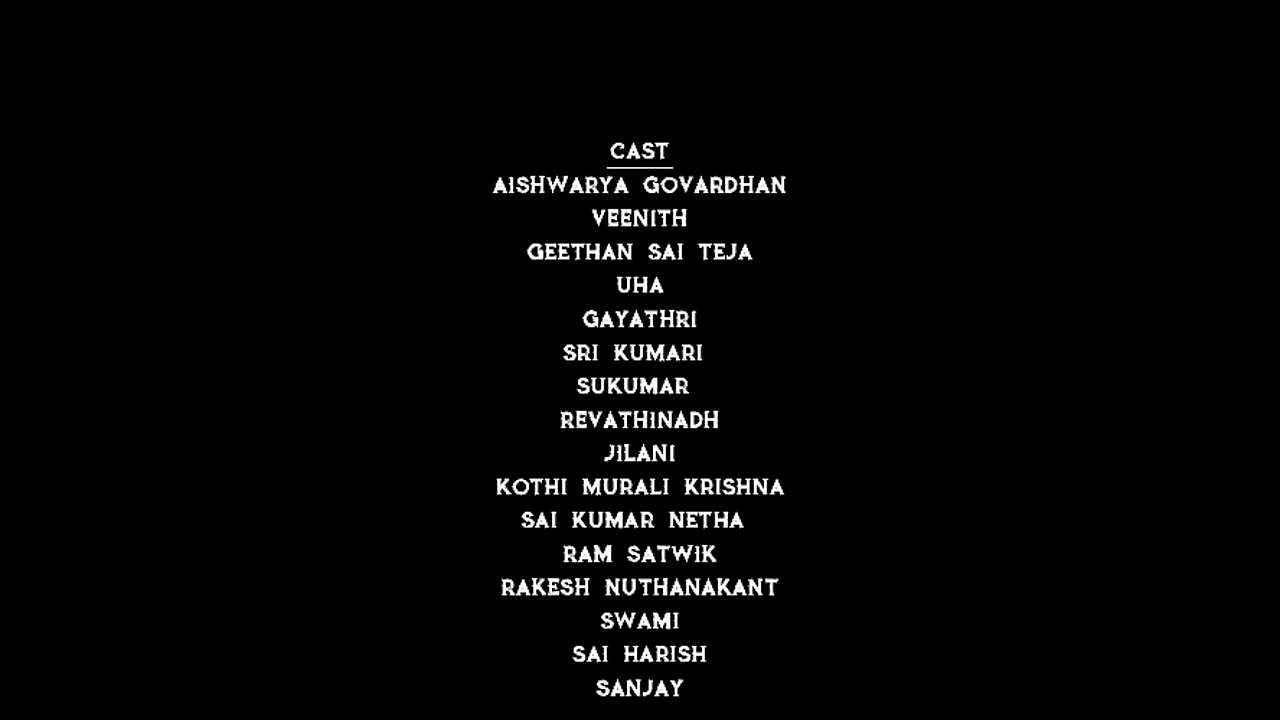 CAST
AISHWARYA GOVARDHAN
VEENITH
GEETHAN SAI TEJA
UHA
GAYATHRI
SRI KUMARI
SUKUMAR
REVATHINADH
JILANI
KOTHI MURALI KRISHNA
SAI KUMAR NETHA
RAM SATWIK
RAKESH NUTHANAKANT
SWAMI
SAI HARISH
SANJAY